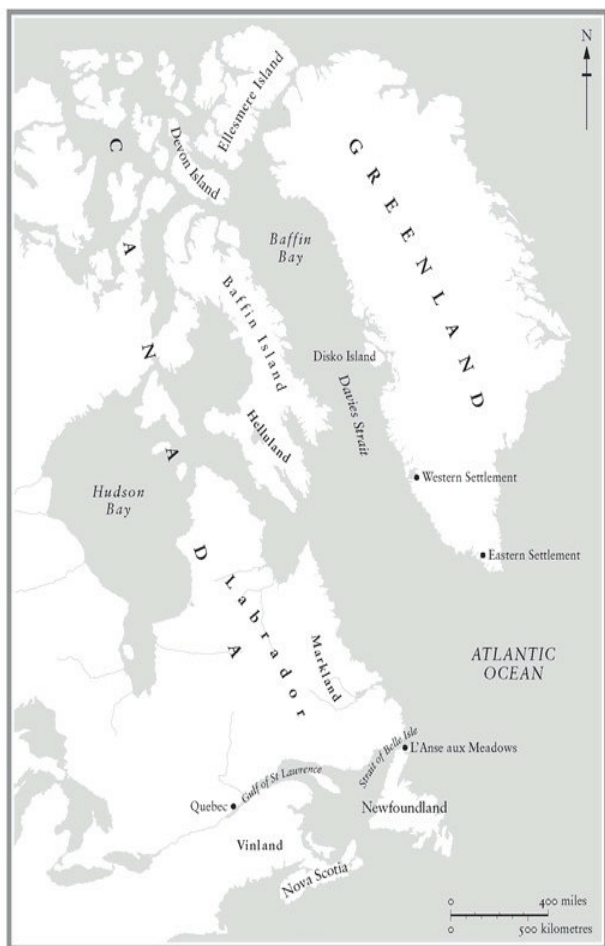 N
Ellesmere Island
Devon Island
GREENLAND
CANADA
Baffin
Bay
Baffin Island
Disko Island
Davies Strait
Helluland
Western Settlement
Hudson
Bay
Eastern Settlement
Labrador
Markland
ATLANTIC
OCEAN
Strait of Belle Isle
L'Anse aux Meadows
Gulf of St Lawrence
Quebec
Newfoundland
Vinland
Nova Scotia
0 400 miles
0 500 kilometres